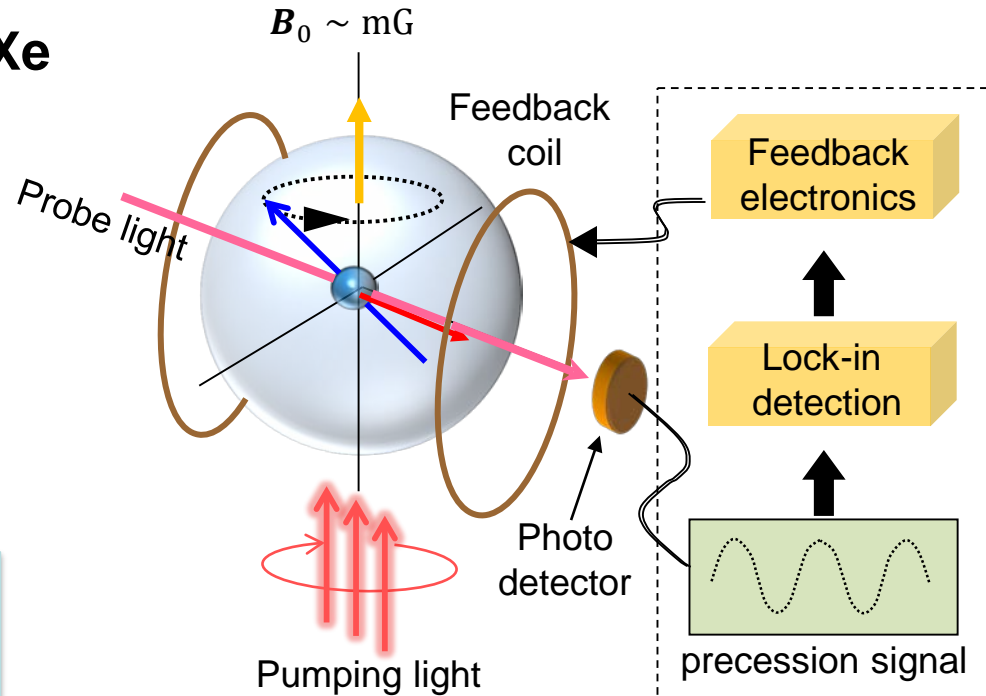 Xe
𝑩₀ ~ mG
Feedback
coil
Probe light
Feedback
electronics
Lock-in
detection
Photo
detector
precession signal
Pumping light